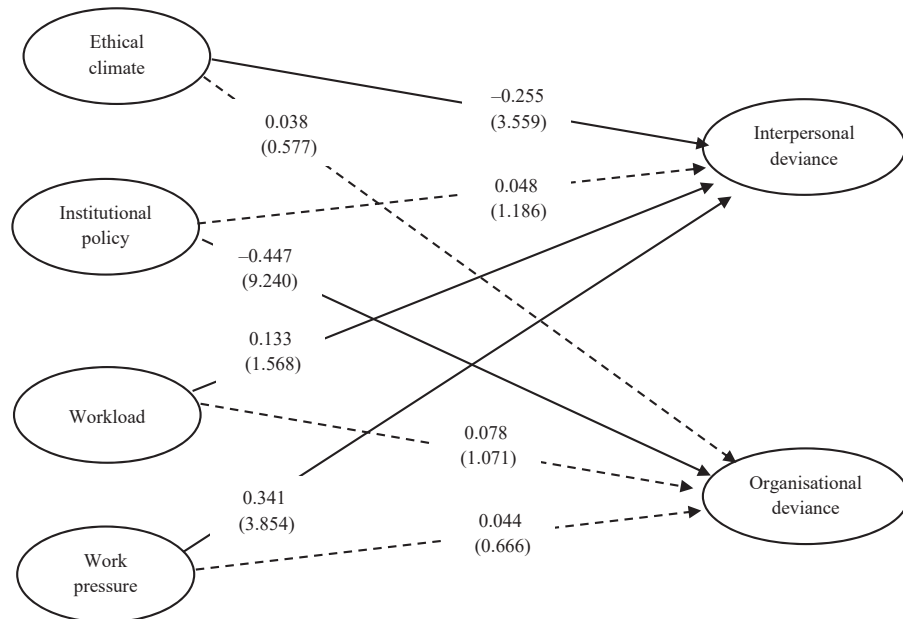 Ethical
climate
–0.255
(3.559)
0.038
(0.577)
Interpersonal
deviance
0.048
(1.186)
Institutional
policy
–0.447
(9.240)
0.133
(1.568)
Workload
0.078
(1.071)
Organisational
deviance
0.341
(3.854)
0.044
(0.666)
Work
pressure